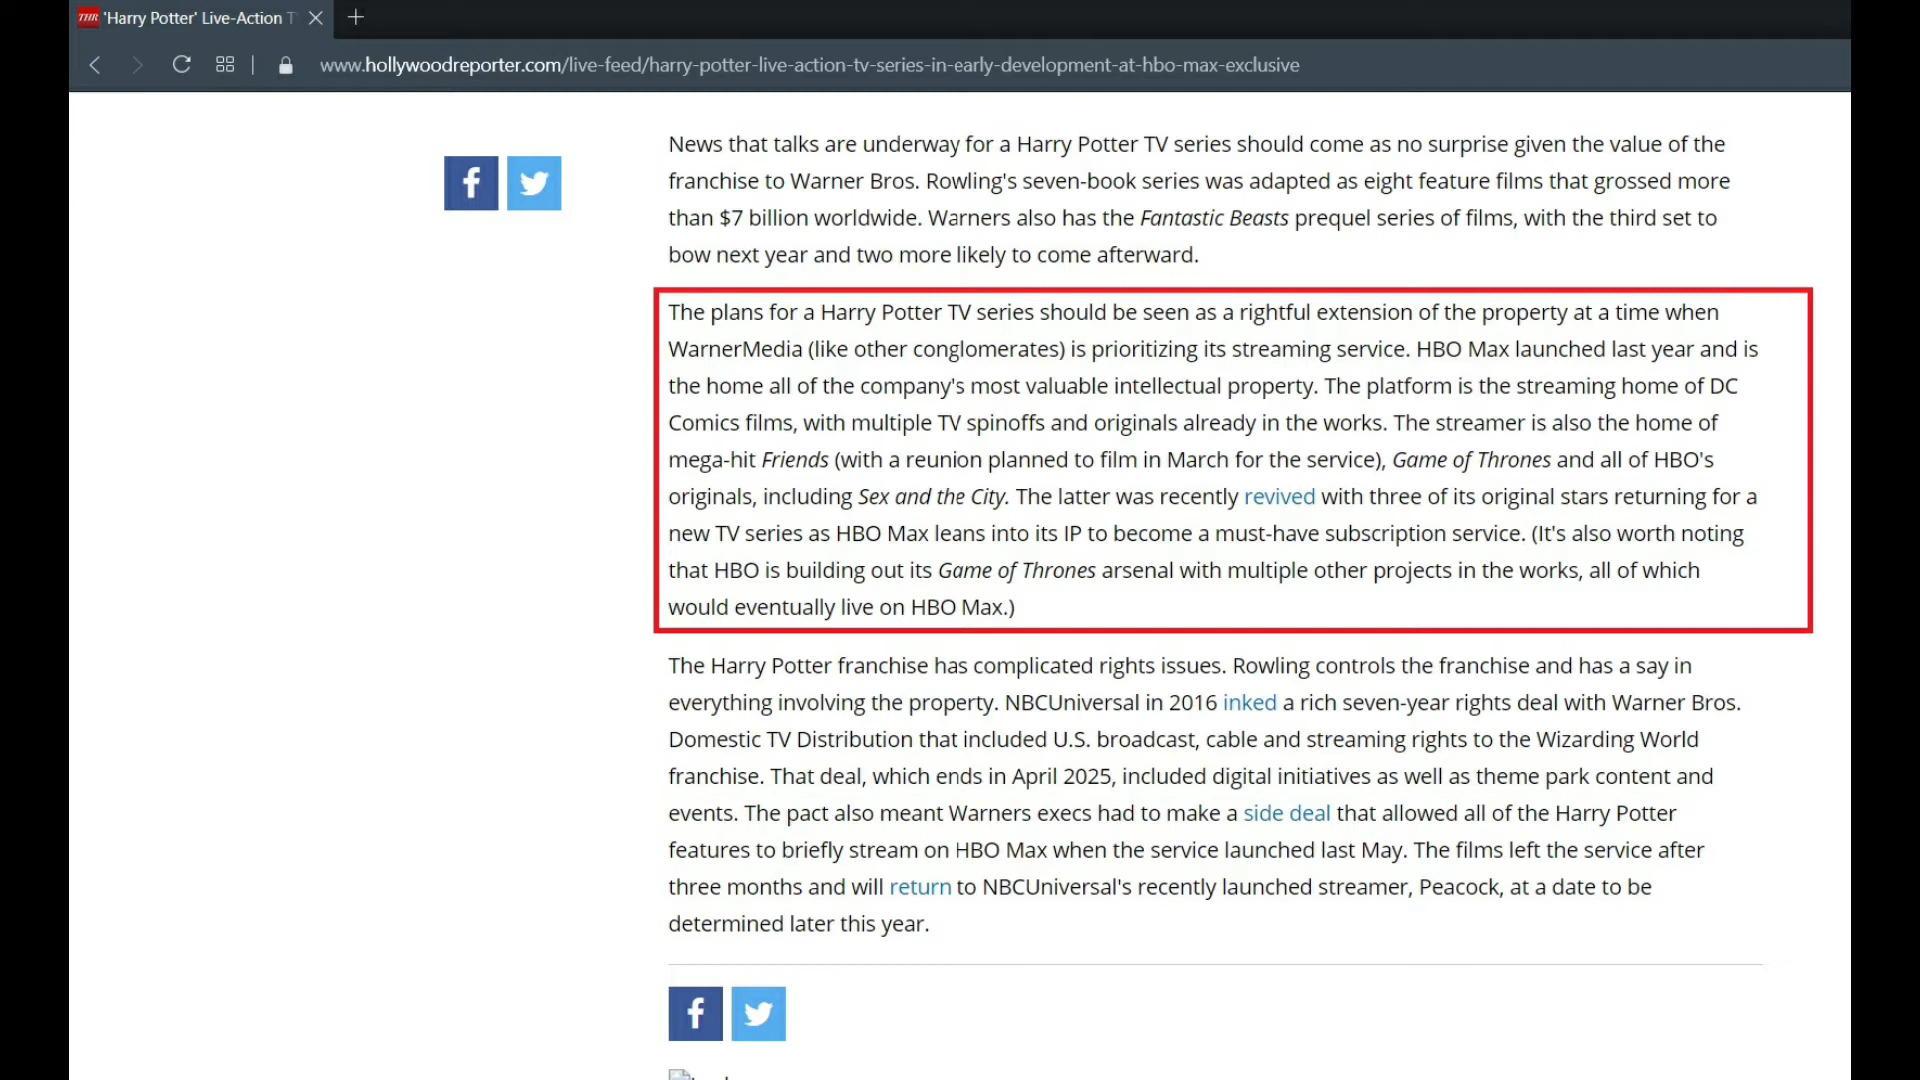 THR 'Harry Potter' Live-Action T
www.hollywoodreporter.com/live-feed/harry-potter-live-action-tv-series-in-early-development-at-hbo-max-exclusive
News that talks are underway for a Harry Potter TV series should come as no surprise given the value of the
franchise to Warner Bros. Rowling's seven-book series was adapted as eight feature films that grossed more
than $7 billion worldwide. Warners also has the Fantastic Beasts prequel series of films, with the third set to
bow next year and two more likely to come afterward.
The plans for a Harry Potter TV series should be seen as a rightful extension of the property at a time when
WarnerMedia (like other conglomerates) is prioritizing its streaming service. HBO Max launched last year and is
the home all of the company's most valuable intellectual property. The platform is the streaming home of DC
Comics films, with multiple TV spinoffs and originals already in the works. The streamer is also the home of
mega-hit Friends (with a reunion planned to film in March for the service), Game of Thrones and all of HBO's
originals, including Sex and the City. The latter was recently revived with three of its original stars returning for a
new TV series as HBO Max leans into its IP to become a must-have subscription service. (It's also worth noting
that HBO is building out its Game of Thrones arsenal with multiple other projects in the works, all of which
would eventually live on HBO Max.)
The Harry Potter franchise has complicated rights issues. Rowling controls the franchise and has a say in
everything involving the property. NBCUniversal in 2016 inked a rich seven-year rights deal with Warner Bros.
Domestic TV Distribution that included U.S. broadcast, cable and streaming rights to the Wizarding World
franchise. That deal, which ends in April 2025, included digital initiatives as well as theme park content and
events. The pact also meant Warners execs had to make a side deal that allowed all of the Harry Potter
features to briefly stream on HBO Max when the service launched last May. The films left the service after
three months and will return to NBCUniversal's recently launched streamer, Peacock, at a date to be
determined later this year.